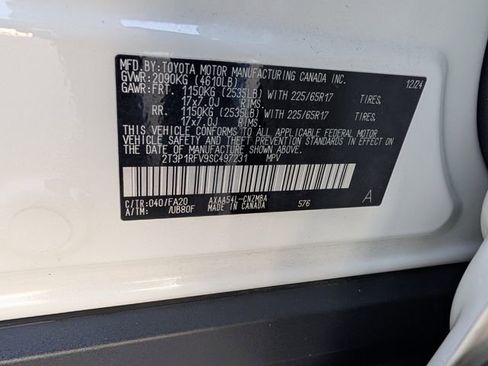 MFD.BY:TOYOTA MOTOR MANUFACTURING CANADA INC. 12/24
GVWR:2090KG (4610LB)
GAWR:FRT. 1150KG (2535LB) WITH 225/65R17 TIRES,
17x7.0J RIMS,
RR. 1150KG (2535LB) WITH 225/65R17 TIRES,
17x7.0J RIMS,
THIS VEHICLE CONFORMS TO ALL APPLICABLE FEDERAL MOTOR
VEHICLE SAFETY AND THEFT PREVENTION STANDARDS IN EFFECT
ON THE DATE OF MANUFACTURE SHOWN ABOVE.
2T3P1RFV9SC497231 MPV
C/TR:040/FA20 AXAA54L-CNZMBA 576 A
A/TM: /UB80F MADE IN CANADA